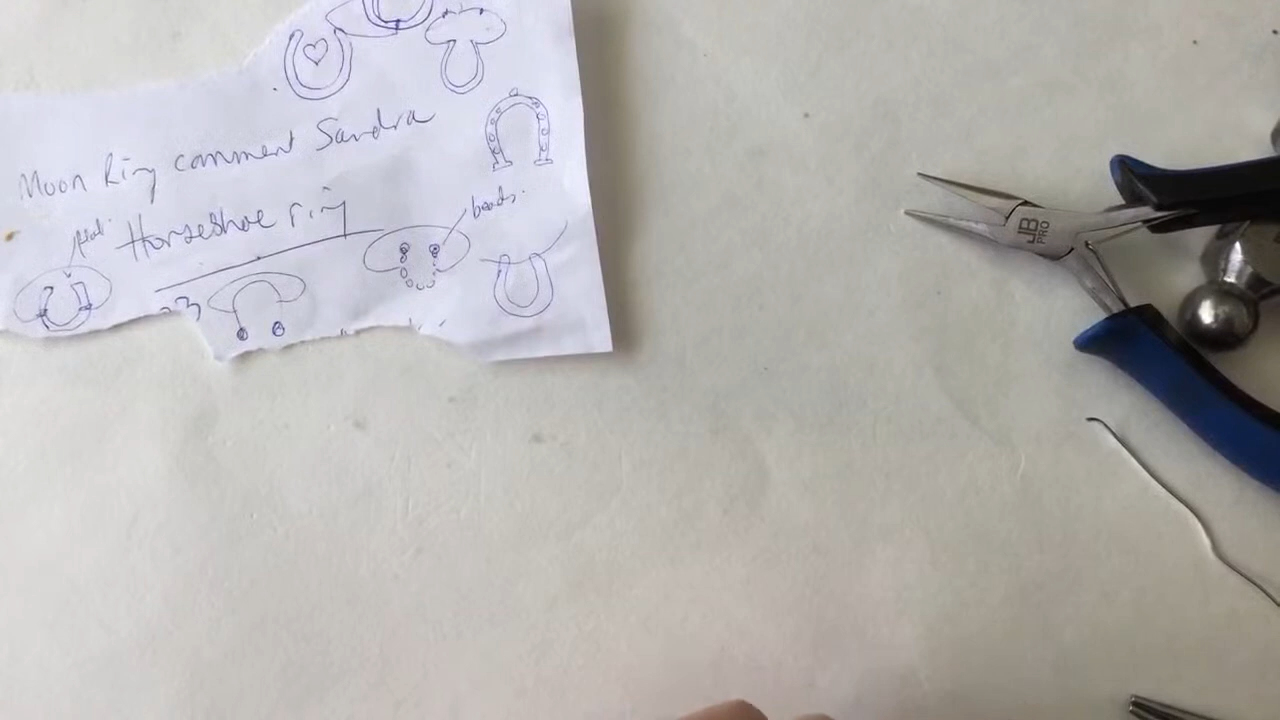 Moon Ring comment Sandra
Horseshoe ring
beads.
JB
PRO